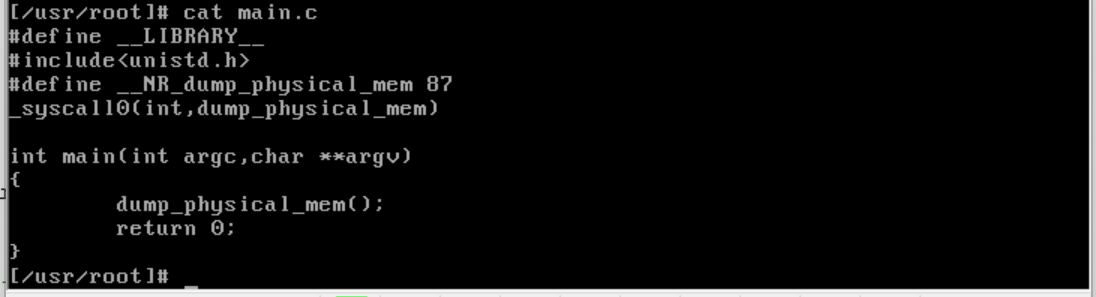 [/usr/root]# cat main.c
#define __LIBRARY__
#include<unistd.h>
#define __NR_dump_physical_mem 87
_syscall0(int,dump_physical_mem)

int main(int argc,char **argv)
{
        dump_physical_mem();
        return 0;
}
[/usr/root]# _